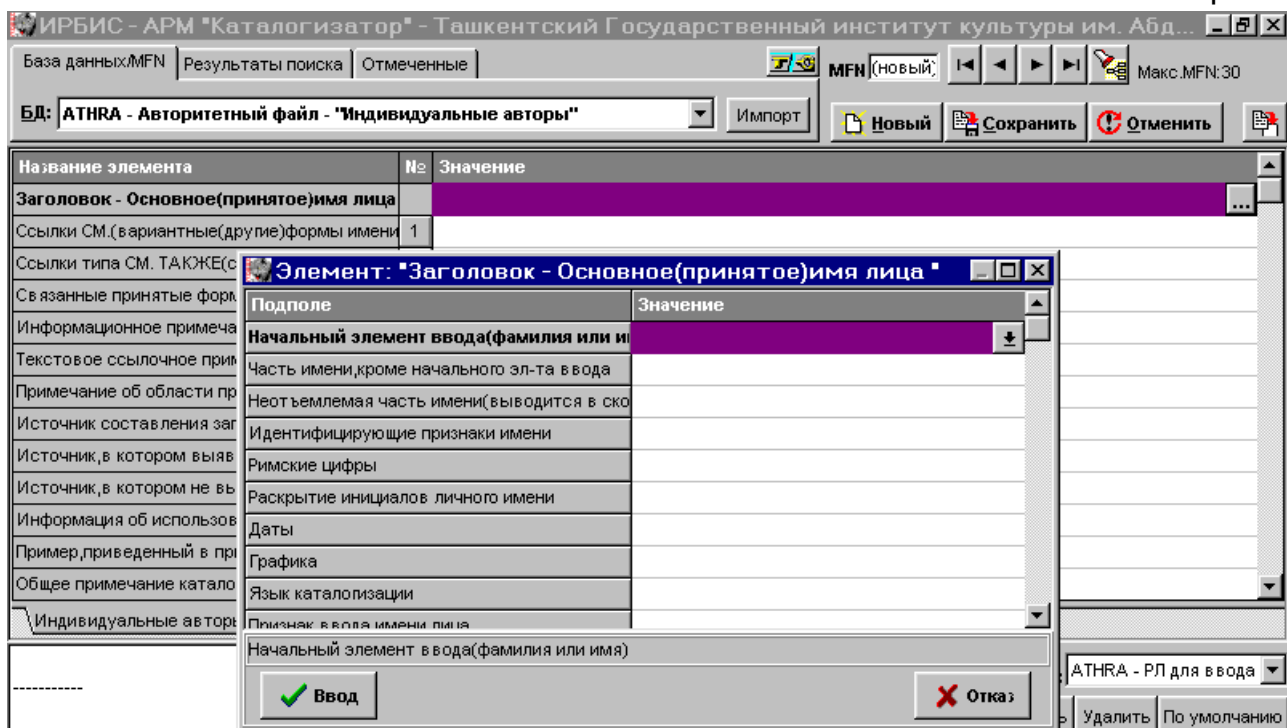 ИРБИС - АРМ "Каталогизатор" - Ташкентский Государственный институт культуры им. Абд...
База данных/MFN Результаты поиска Отмеченные MFN (новый) Макс.MFN:30
БД: ATHRA - Авторитетный файл - "Индивидуальные авторы" Импорт Новый Сохранить Отменить
Название элемента № Значение
Заголовок - Основное(принятое)имя лица ...
Ссылки СМ.(вариантные(другие)формы имени 1
Ссылки типа СМ. ТАКЖЕ(с
Связанные принятые форм
Информационное примеча
Текстовое ссылочное прим
Примечание об области пр
Источник составления заг
Источник,в котором выяв
Источник,в котором не вы
Информация об использов
Пример,приведенный в при
Общее примечание катало
Индивидуальные авторы
Элемент: "Заголовок - Основное(принятое)имя лица "
Подполе Значение
Начальный элемент ввода(фамилия или и
Часть имени,кроме начального эл-та ввода
Неотъемлемая часть имени(выводится в ско
Идентифицирующие признаки имени
Римские цифры
Раскрытие инициалов личного имени
Даты
Графика
Язык каталогизации
Признак ввода имени лица
Начальный элемент ввода(фамилия или имя)
Ввод Отказ
-----------
ATHRA - РЛ для ввода
ь Удалить По умолчанию